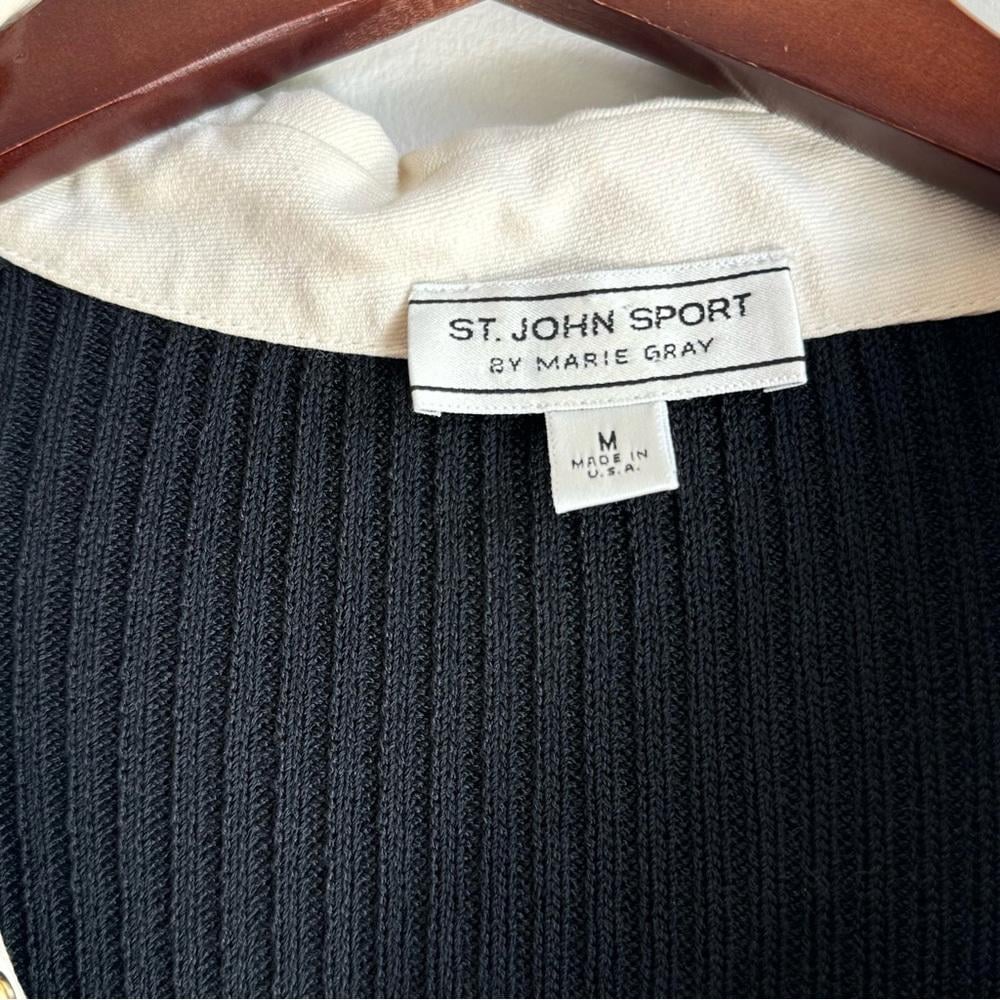 ST. JOHN SPORT
BY MARIE GRAY
M
MADE IN
U.S.A.